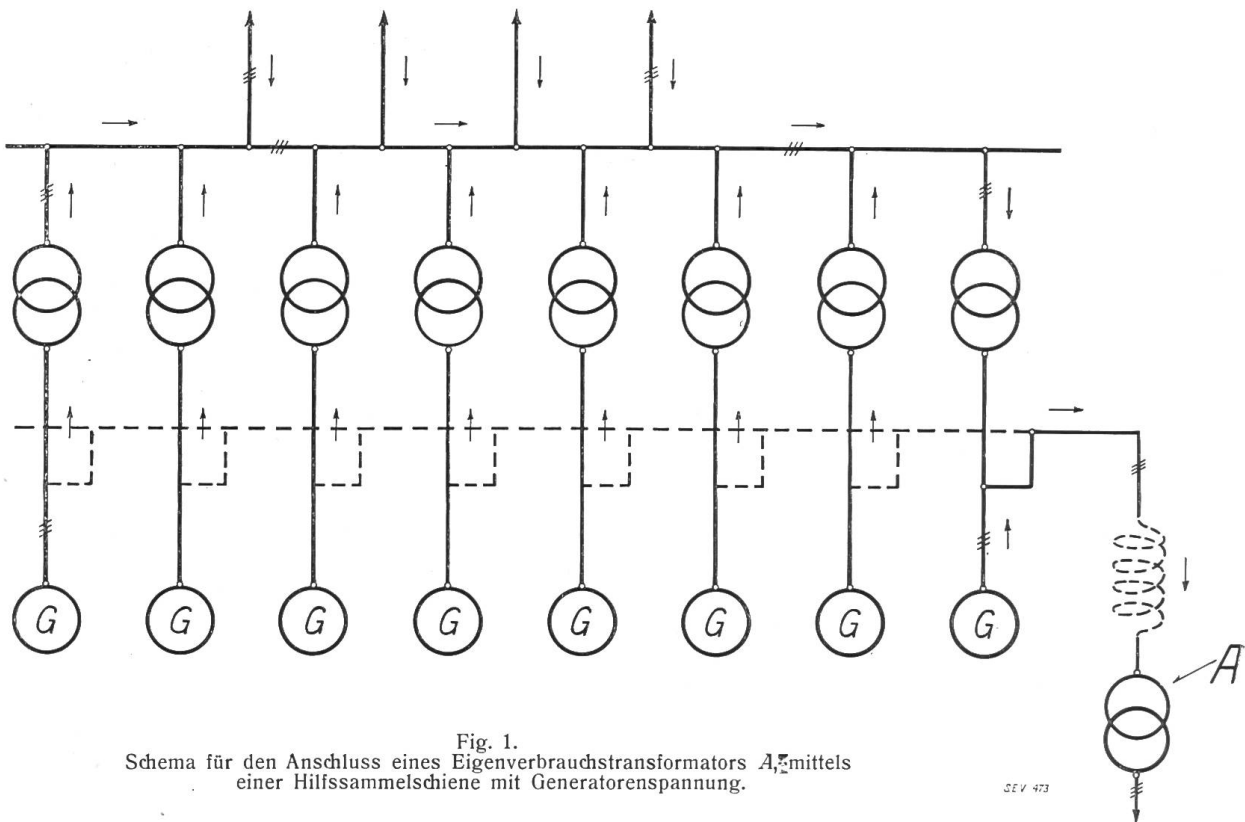 G G G G G G G G
A
Fig. 1.
Schema für den Anschluss eines Eigenverbrauchstransformators A, mittels
einer Hilfssammelschiene mit Generatorenspannung.
SEV 473